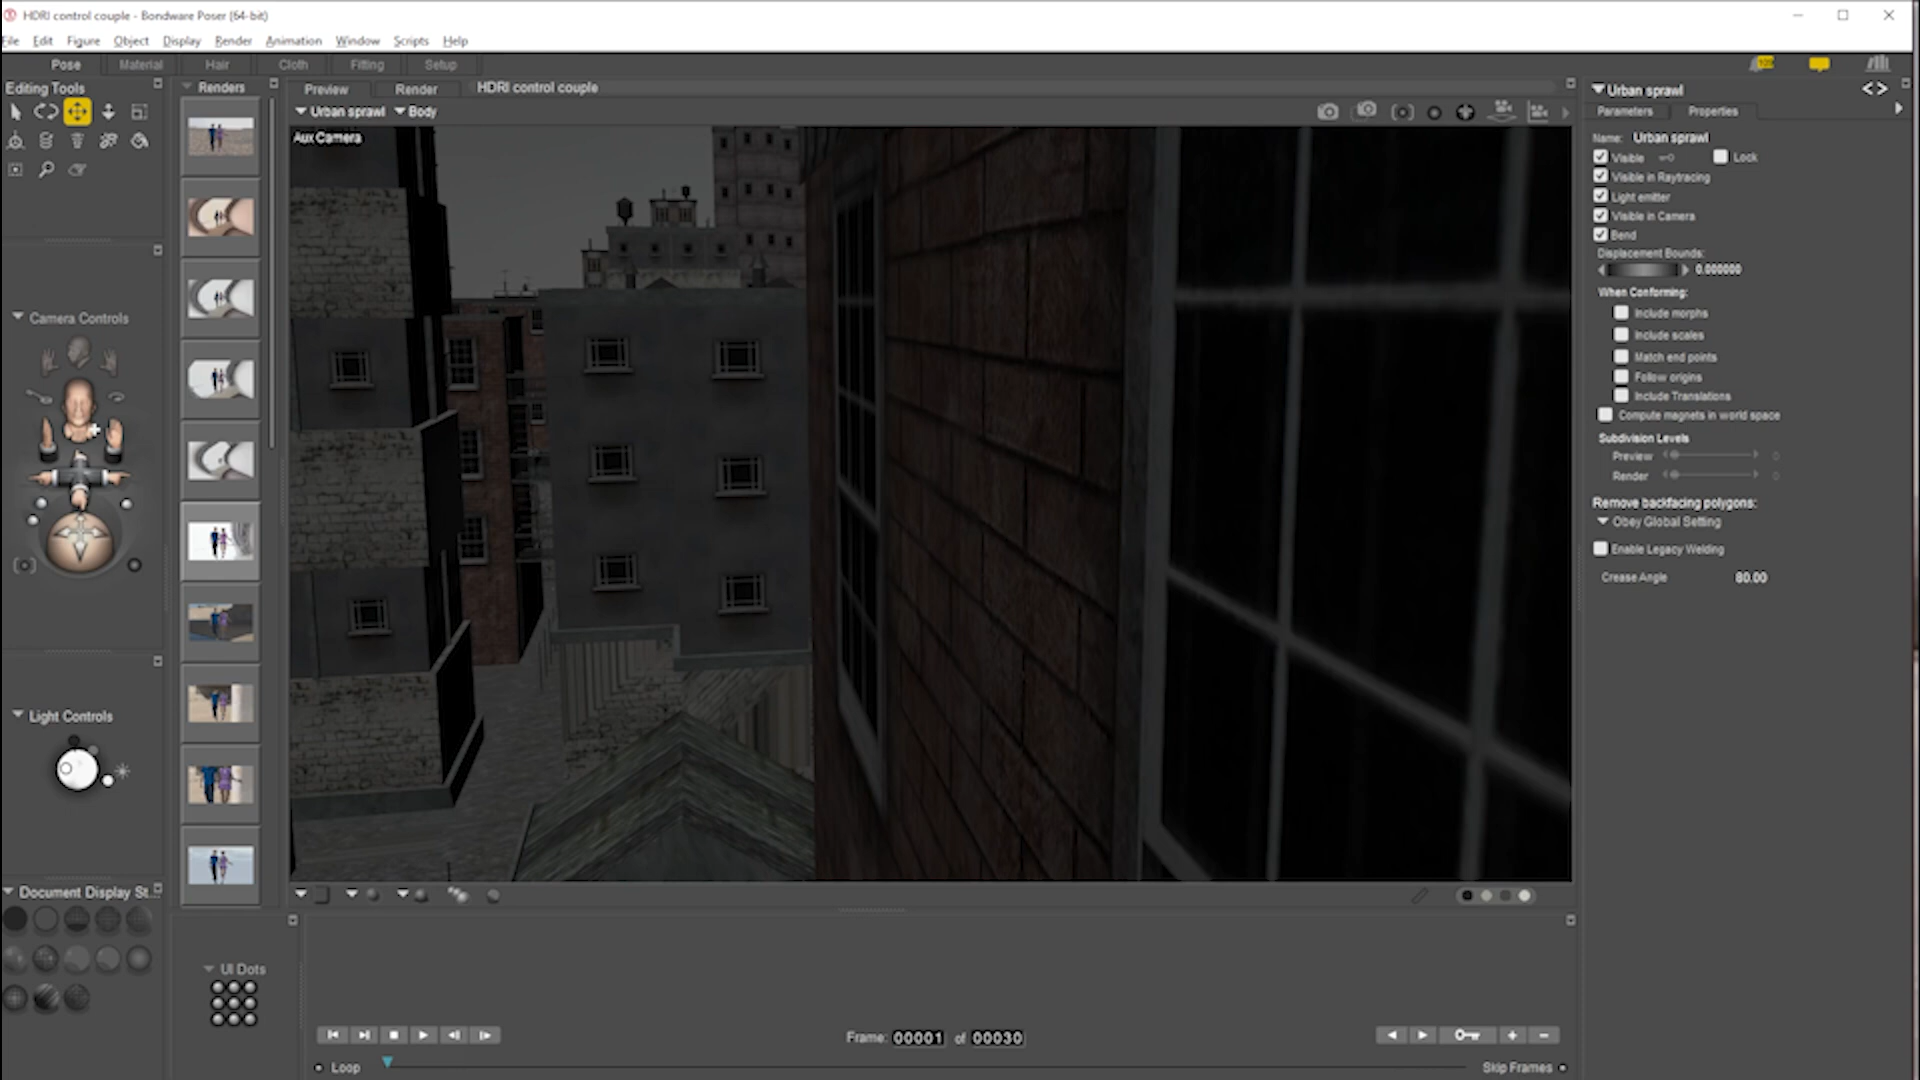 HDRI control couple - Bondware Poser (64-bit)
File Edit Figure Object Display Render Animation Window Scripts Help
Pose Material Hair Cloth Fitting Setup
Editing Tools
Renders
Preview Render HDRI control couple
Urban sprawl Body
Aux Camera
Camera Controls
Light Controls
Document Display St...
UI Dots
Frame: 00001 of 00030
Loop
Skip Frames
Urban sprawl
Parameters Properties
Name: Urban sprawl
Visible Lock
Visible in Raytracing
Light emitter
Visible in Camera
Bend
Displacement Bounds:
0.000000
When Conforming:
Include morphs
Include scales
Match end points
Follow origins
Include Translations
Compute magnets in world space
Subdivision Levels
Preview 0
Render 0
Remove backfacing polygons:
Obey Global Setting
Enable Legacy Welding
Crease Angle 80.00